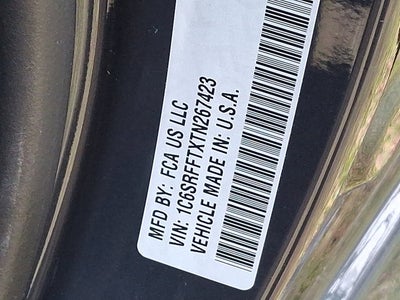 MFD BY: FCA US LLC
VIN: 1C6SRFFTXTN267423
VEHICLE MADE IN: U.S.A.